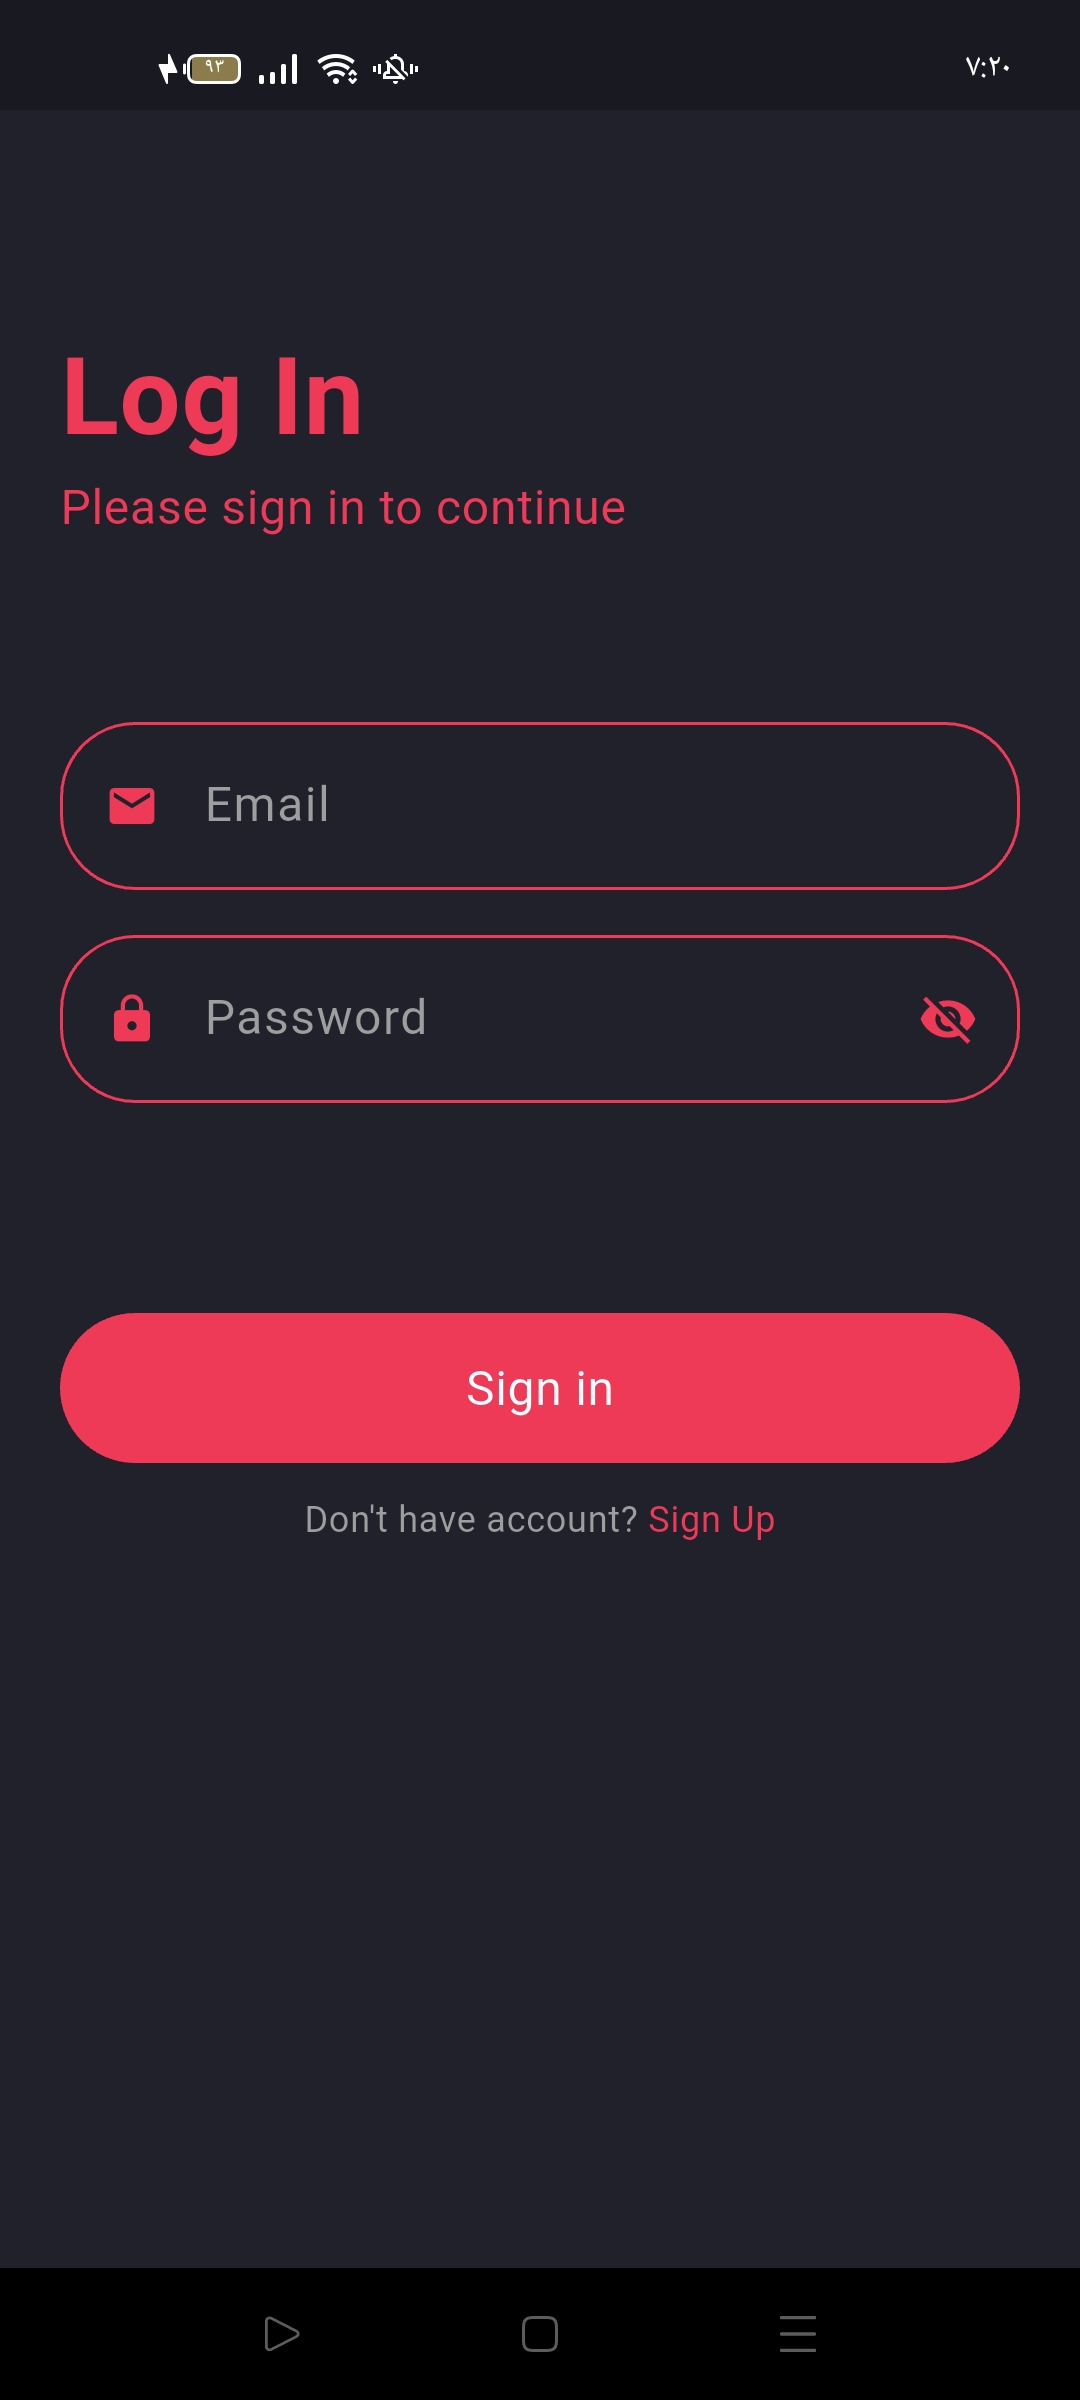 ٩٣ ٧:٢٠
Log In
Please sign in to continue
Email
Password
Sign in
Don't have account? Sign Up